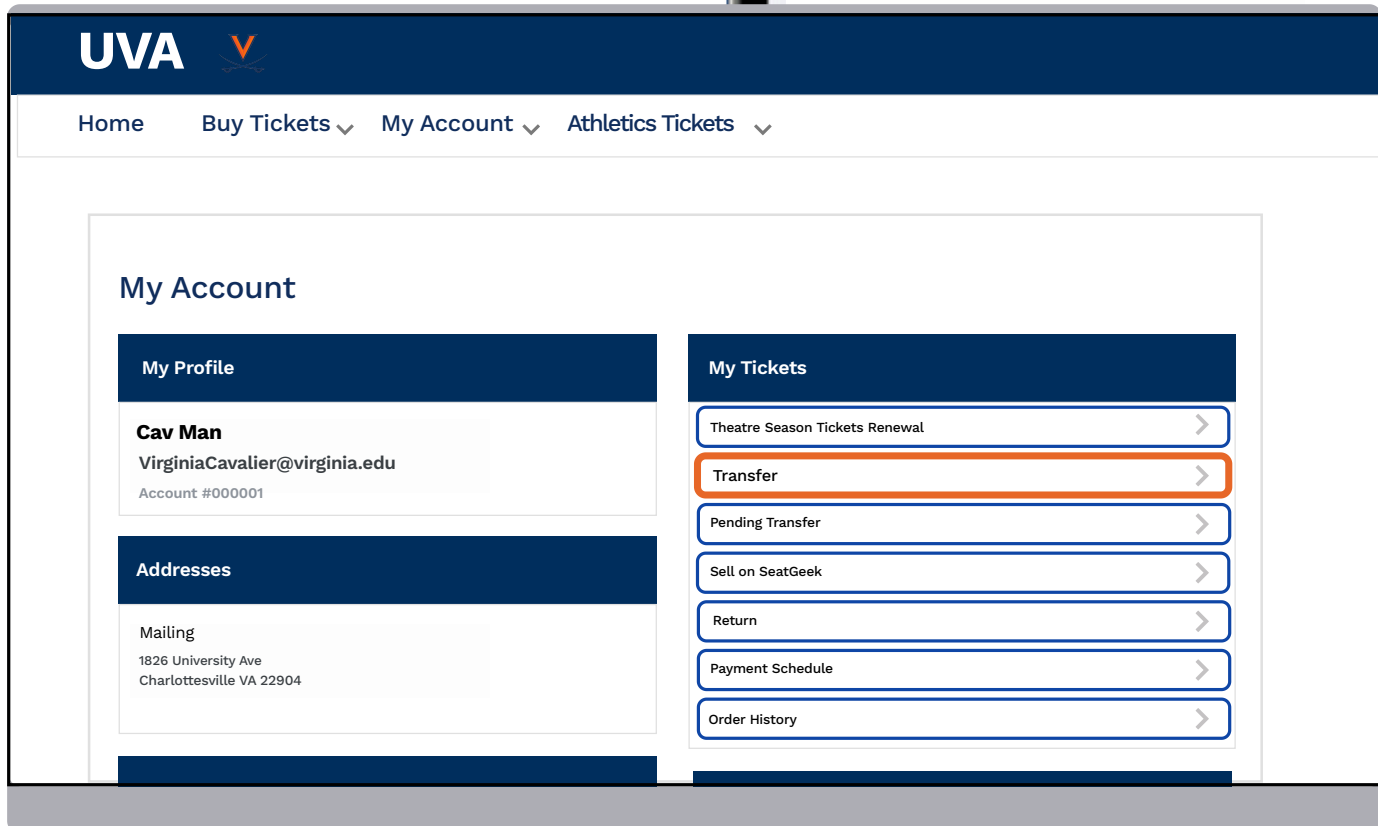 UVA
Home Buy Tickets My Account Athletics Tickets
My Account
My Profile
Cav Man
VirginiaCavalier@virginia.edu
Account #000001
Addresses
Mailing
1826 University Ave
Charlottesville VA 22904
My Tickets
Theatre Season Tickets Renewal
Transfer
Pending Transfer
Sell on SeatGeek
Return
Payment Schedule
Order History